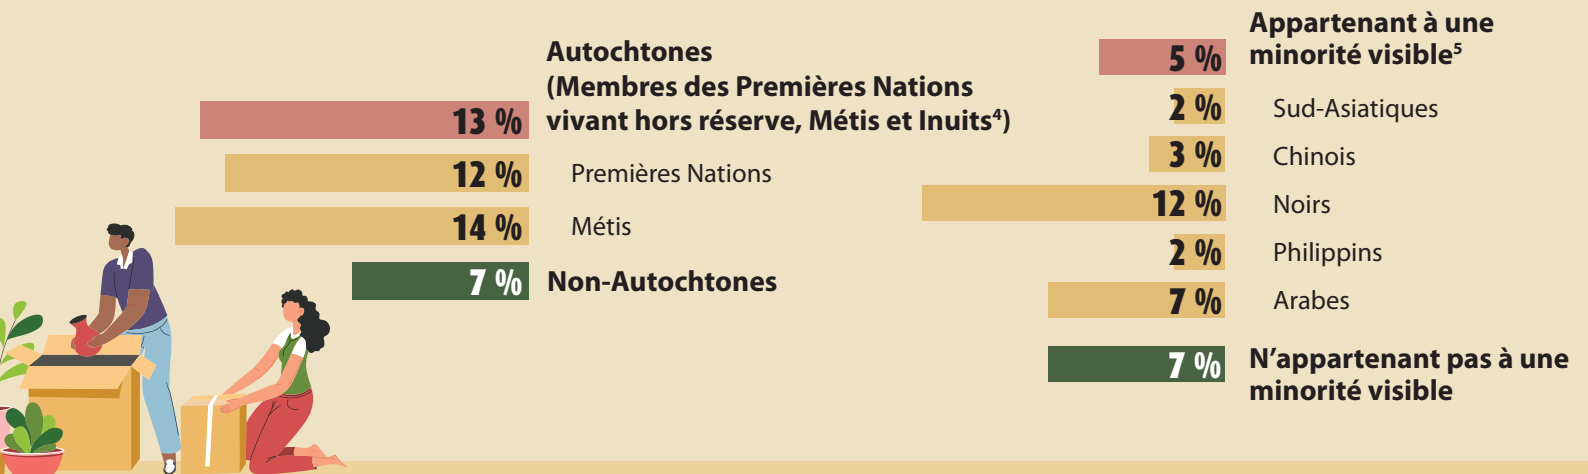 Autochtones
(Membres des Premières Nations
13 % vivant hors réserve, Métis et Inuits⁴)
12 % Premières Nations
14 % Métis
7 % Non-Autochtones
Appartenant à une
5 % minorité visible⁵
2 % Sud-Asiatiques
3 % Chinois
12 % Noirs
2 % Philippins
7 % Arabes
7 % N’appartenant pas à une
minorité visible